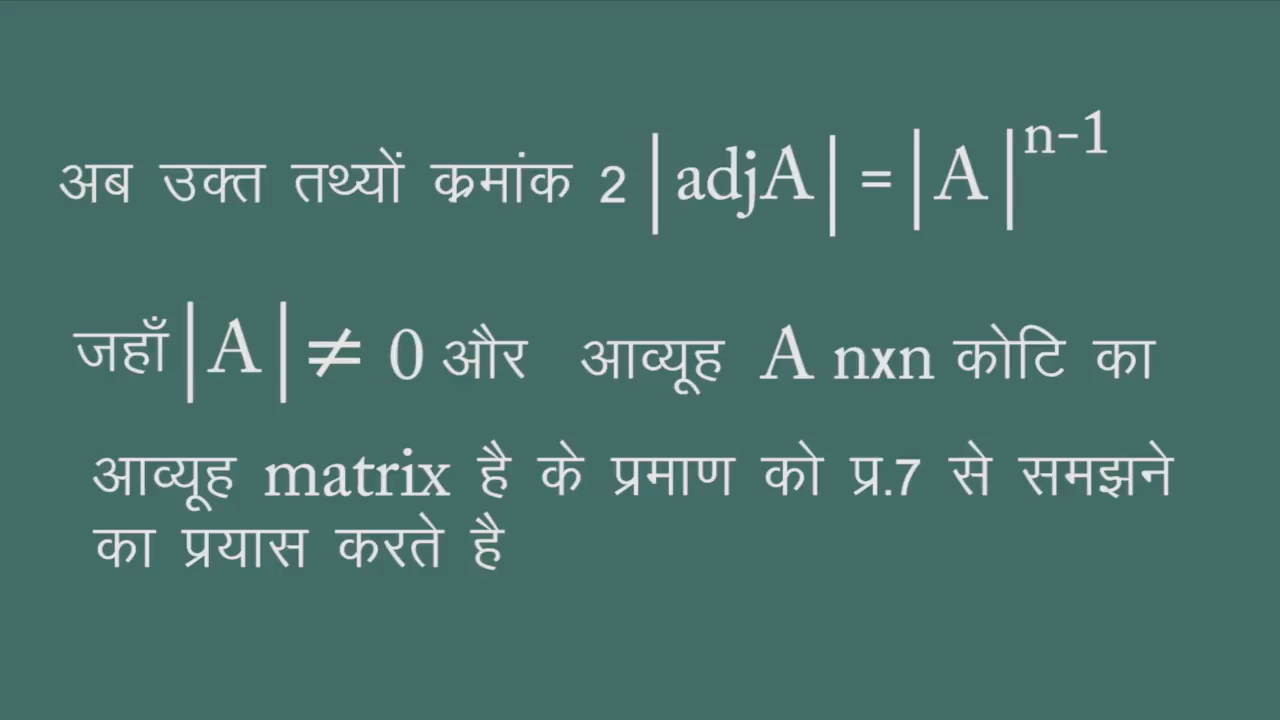 अब उक्त तथ्यों क्रमांक 2 |adjA| = |A|^{n-1}
जहाँ |A| ≠ 0 और आव्यूह A nxn कोटि का
आव्यूह matrix है के प्रमाण को प्र.7 से समझने
का प्रयास करते है